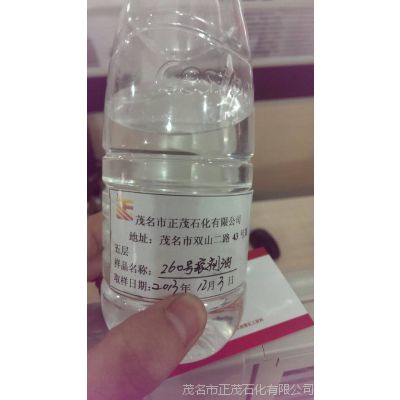 茂名市正茂石化有限公司
地址：茂名市双山二路 43 号
五层
样品名称：260号溶剂油
取样日期：2013年12月3日
茂名市正茂石化有限公司